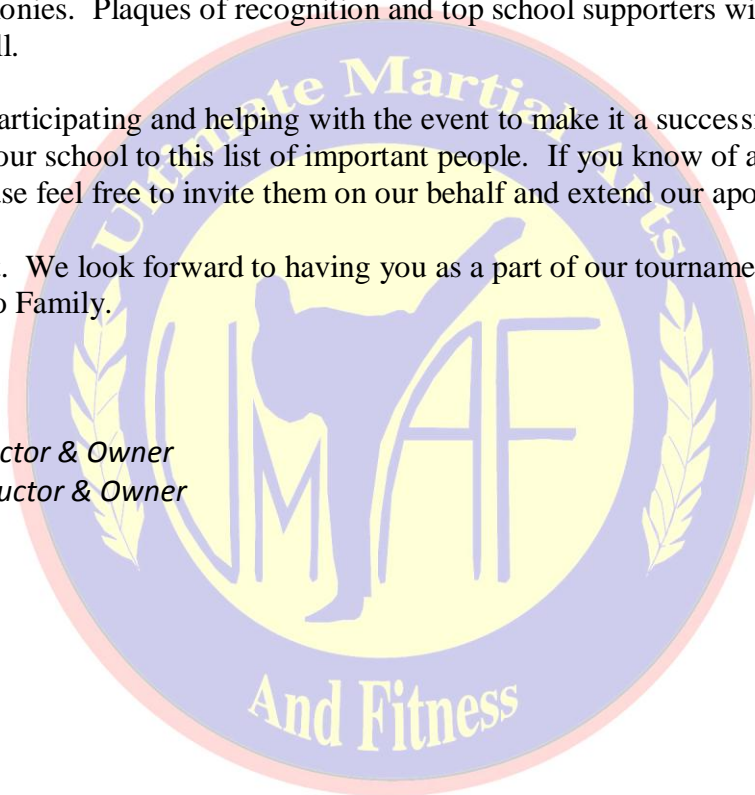 onies. Plaques of recognition and top school supporters wi
ll.
articipating and helping with the event to make it a success
our school to this list of important people. If you know of a
se feel free to invite them on our behalf and extend our apo
t. We look forward to having you as a part of our tourname
o Family.
ctor & Owner
uctor & Owner
Ultimate Martial Arts
UMAF
And Fitness